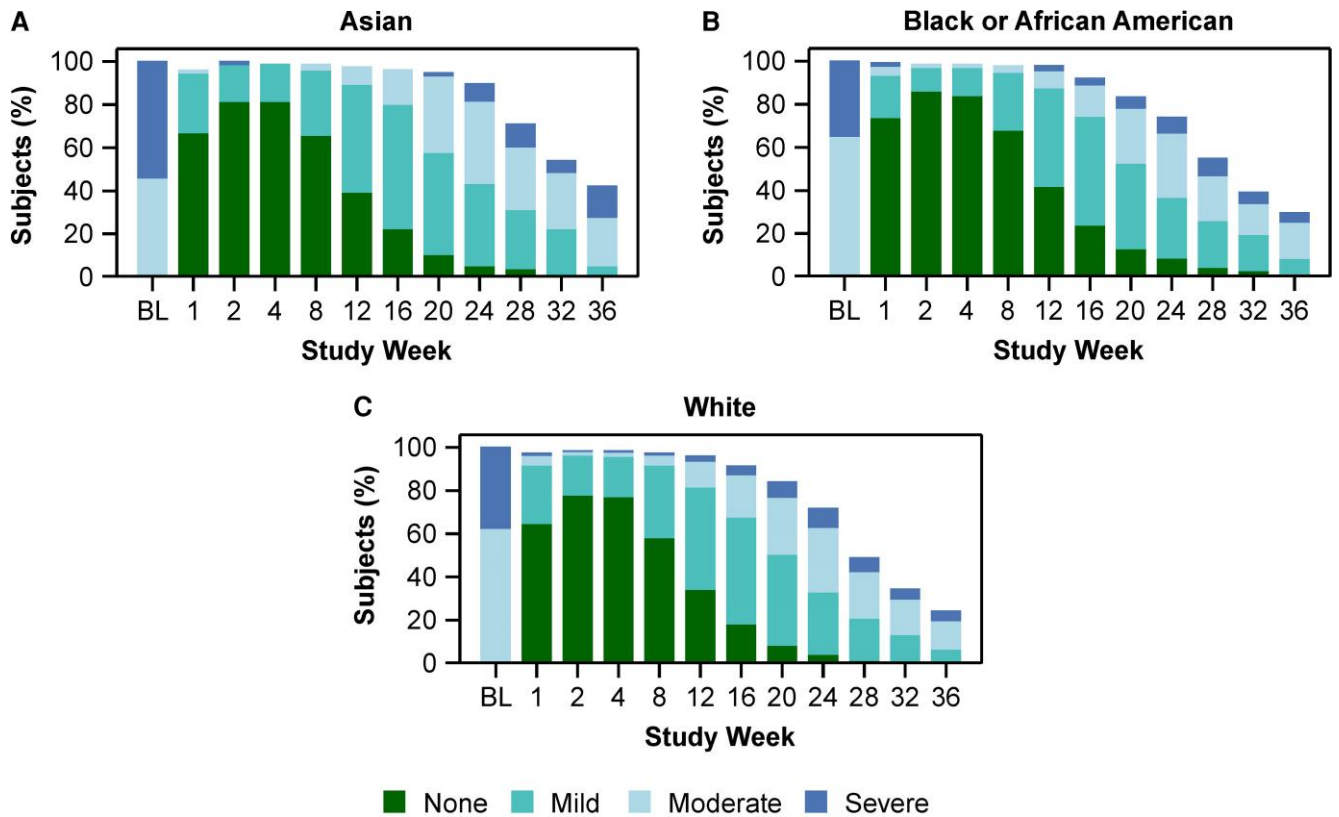 A Asian
Subjects (%)
100
80
60
40
20
0
BL 1 2 4 8 12 16 20 24 28 32 36
Study Week
B Black or African American
Subjects (%)
100
80
60
40
20
0
BL 1 2 4 8 12 16 20 24 28 32 36
Study Week
C White
Subjects (%)
100
80
60
40
20
0
BL 1 2 4 8 12 16 20 24 28 32 36
Study Week
None Mild Moderate Severe